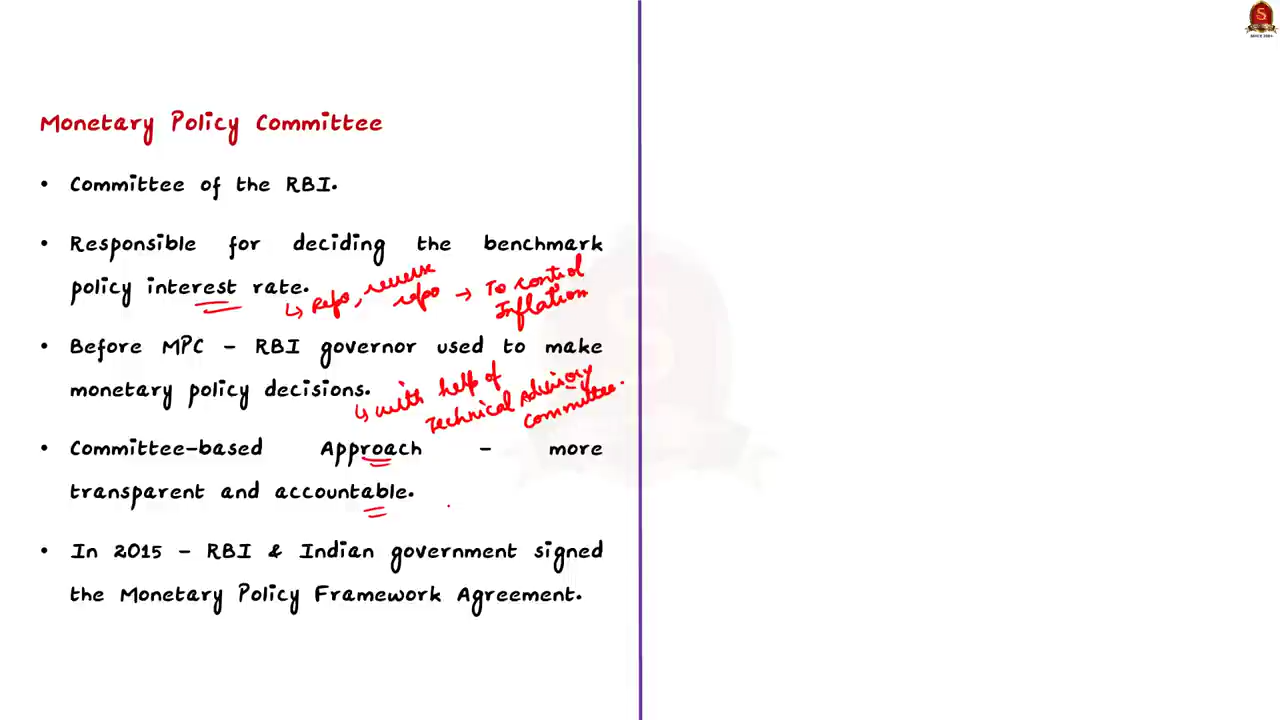 Monetary Policy Committee
• Committee of the RBI.
• Responsible for deciding the benchmark
policy interest rate.
↳ Repo, reverse
repo → To control
Inflation
• Before MPC – RBI governor used to make
monetary policy decisions.
↳ with help of
Technical Advisory
Committee.
• Committee-based Approach – more
transparent and accountable.
• In 2015 – RBI & Indian government signed
the Monetary Policy Framework Agreement.
S